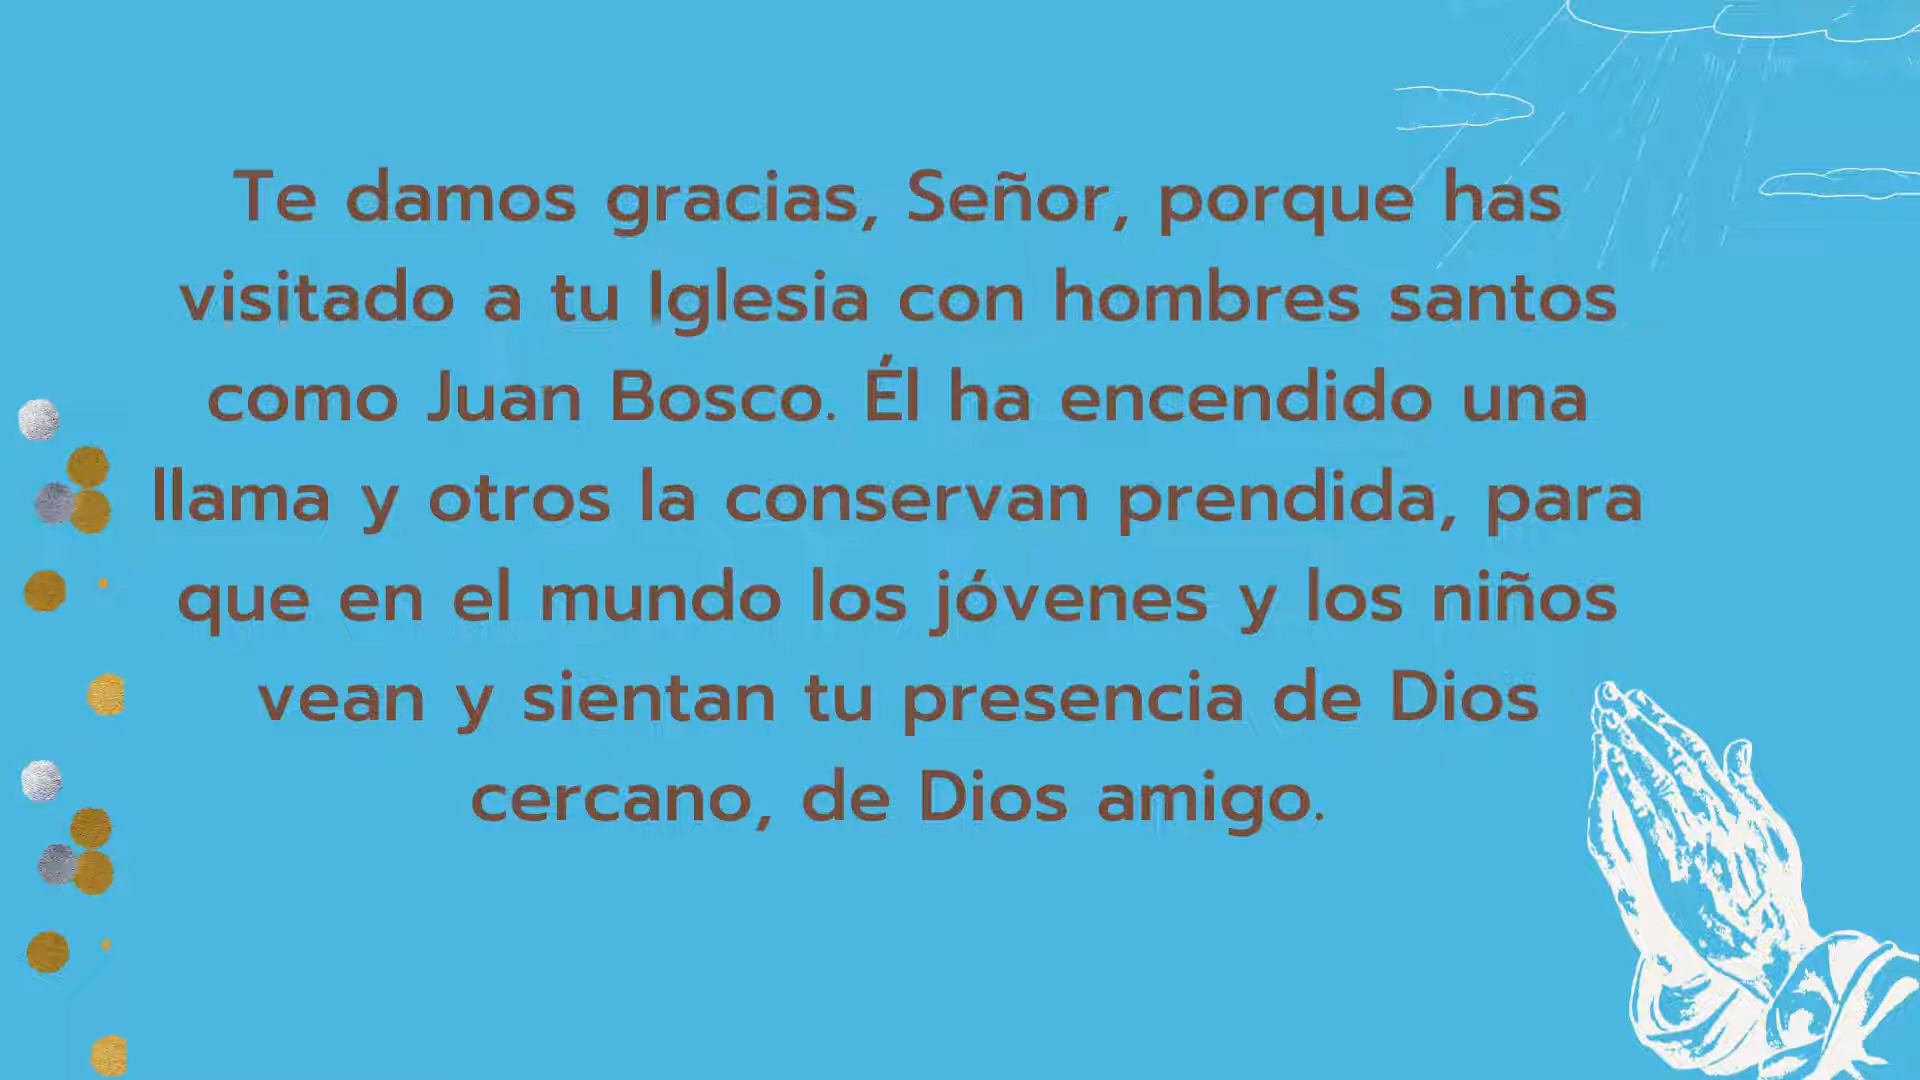 Te damos gracias, Señor, porque has
visitado a tu Iglesia con hombres santos
como Juan Bosco. Él ha encendido una
llama y otros la conservan prendida, para
que en el mundo los jóvenes y los niños
vean y sientan tu presencia de Dios
cercano, de Dios amigo.